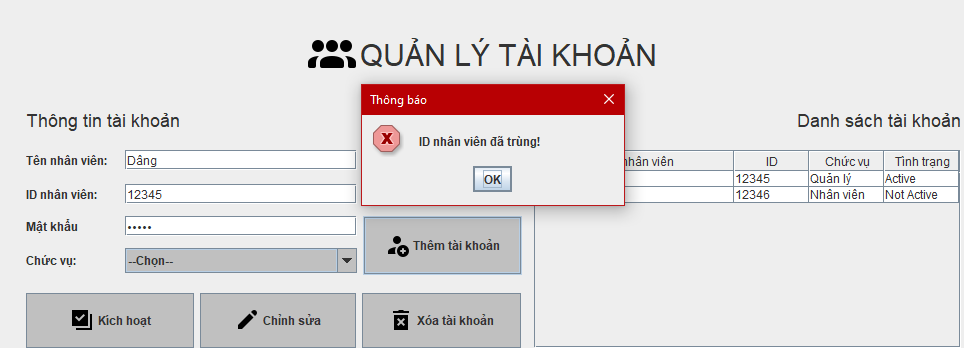 QUẢN LÝ TÀI KHOẢN
Thông báo
ID nhân viên đã trùng!
OK
Thông tin tài khoản
Tên nhân viên: Dâng
ID nhân viên: 12345
Mật khẩu •••••
Chức vụ: --Chọn--
Thêm tài khoản
Kích hoạt
Chỉnh sửa
Xóa tài khoản
Danh sách tài khoản
nhân viên ID Chức vụ Tình trạng
12345 Quản lý Active
12346 Nhân viên Not Active